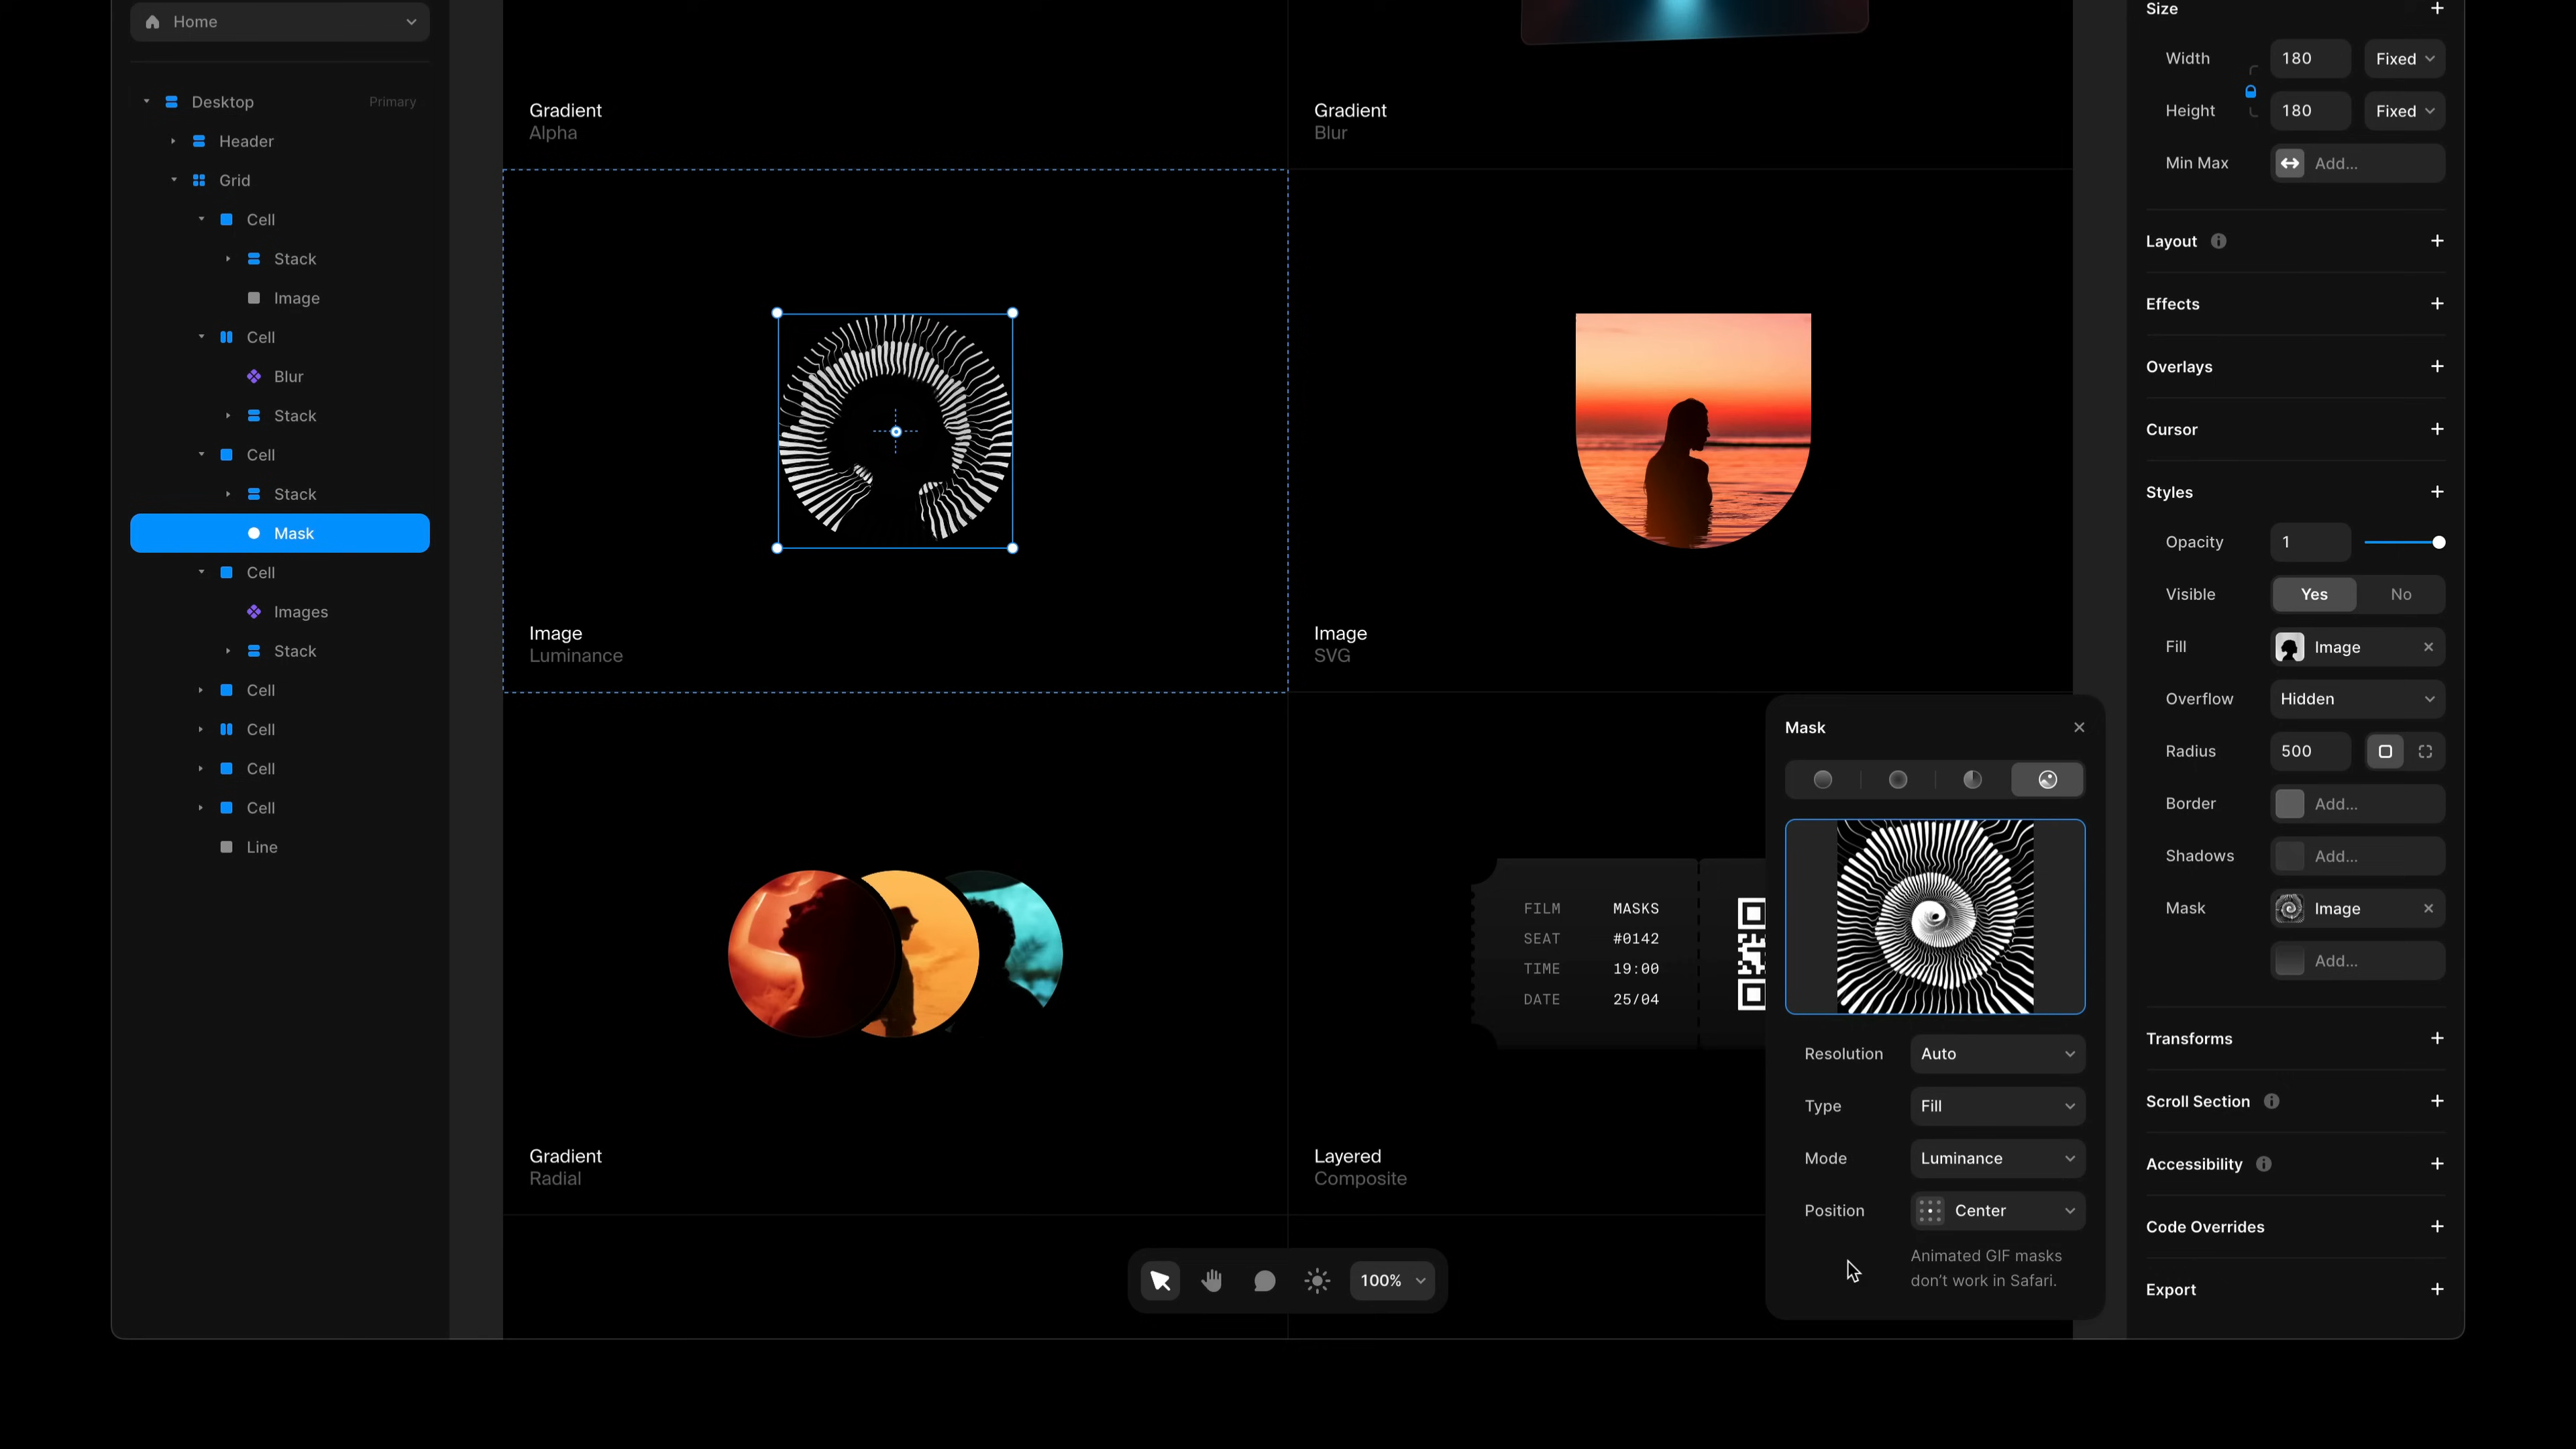 Home
Desktop
Primary
Header
Grid
Cell
Stack
Image
Cell
Blur
Stack
Cell
Stack
Mask
Cell
Images
Stack
Cell
Cell
Cell
Cell
Line
Gradient
Alpha
Gradient
Blur
Image
Luminance
Image
SVG
Gradient
Radial
FILM MASKS
SEAT #0142
TIME 19:00
DATE 25/04
Layered
Composite
100%
Mask
Resolution Auto
Type Fill
Mode Luminance
Position Center
Animated GIF masks
don't work in Safari.
Size
Width 180 Fixed
Height 180 Fixed
Min Max Add...
Layout
Effects
Overlays
Cursor
Styles
Opacity 1
Visible Yes No
Fill Image
Overflow Hidden
Radius 500
Border Add...
Shadows Add...
Mask Image
Add...
Transforms
Scroll Section
Accessibility
Code Overrides
Export